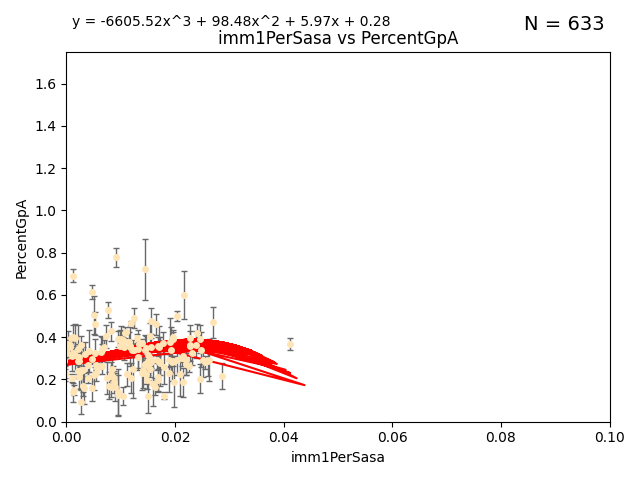 y = -6605.52x^3 + 98.48x^2 + 5.97x + 0.28
N = 633
imm1PerSasa vs PercentGpA
PercentGpA
1.6
1.4
1.2
1.0
0.8
0.6
0.4
0.2
0.0
0.00 0.02 0.04 0.06 0.08 0.10
imm1PerSasa